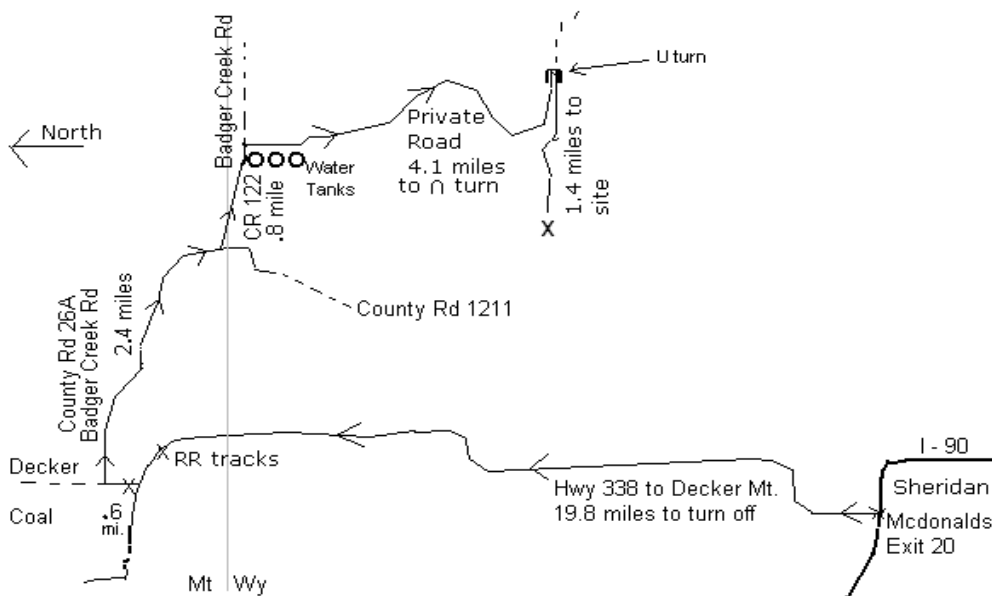 Badger Creek Rd
U turn
North
Private
Road
4.1 miles
to ∩ turn
1.4 miles to
site
Water
Tanks
CR 122
.8 mile
X
County Rd 1211
County Rd 26A
Badger Creek Rd
2.4 miles
RR tracks
Decker
Coal
.6
mi.
Hwy 338 to Decker Mt.
19.8 miles to turn off
I - 90
Sheridan
Mcdonalds
Exit 20
Mt Wy